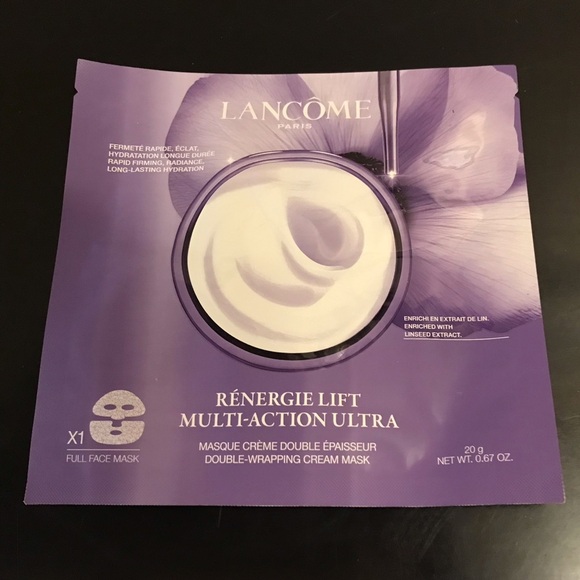 LANCÔME
PARIS
FERMETÉ RAPIDE, ÉCLAT,
HYDRATATION LONGUE DURÉE
RAPID FIRMING, RADIANCE,
LONG-LASTING HYDRATION
ENRICHI EN EXTRAIT DE LIN.
ENRICHED WITH
LINSEED EXTRACT.
RÉNERGIE LIFT
MULTI-ACTION ULTRA
MASQUE CRÈME DOUBLE ÉPAISSEUR
DOUBLE-WRAPPING CREAM MASK
X1
FULL FACE MASK
20 g
NET WT. 0.67 OZ.